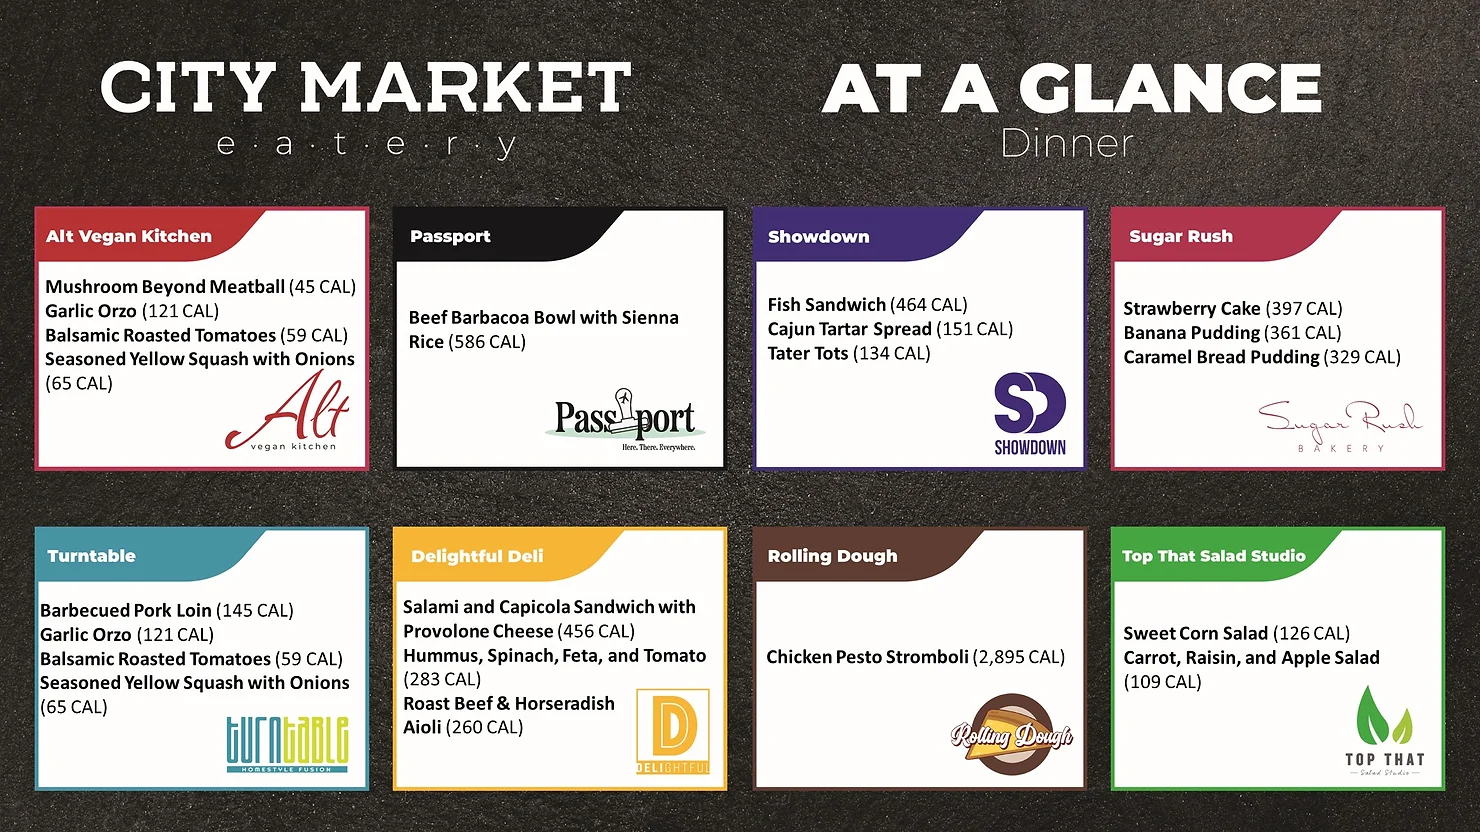 CITY MARKET
e·a·t·e·r·y
AT A GLANCE
Dinner
Alt Vegan Kitchen
Mushroom Beyond Meatball (45 CAL)
Garlic Orzo (121 CAL)
Balsamic Roasted Tomatoes (59 CAL)
Seasoned Yellow Squash with Onions
(65 CAL)
Alt
vegan kitchen
Passport
Beef Barbacoa Bowl with Sienna
Rice (586 CAL)
Passport
Here. There. Everywhere.
Showdown
Fish Sandwich (464 CAL)
Cajun Tartar Spread (151 CAL)
Tater Tots (134 CAL)
SD
SHOWDOWN
Sugar Rush
Strawberry Cake (397 CAL)
Banana Pudding (361 CAL)
Caramel Bread Pudding (329 CAL)
Sugar Rush
BAKERY
Turntable
Barbecued Pork Loin (145 CAL)
Garlic Orzo (121 CAL)
Balsamic Roasted Tomatoes (59 CAL)
Seasoned Yellow Squash with Onions
(65 CAL)
turntable
HOMESTYLE FUSION
Delightful Deli
Salami and Capicola Sandwich with
Provolone Cheese (456 CAL)
Hummus, Spinach, Feta, and Tomato
(283 CAL)
Roast Beef & Horseradish
Aioli (260 CAL)
D
DELIGHTFUL
Rolling Dough
Chicken Pesto Stromboli (2,895 CAL)
Rolling Dough
Top That Salad Studio
Sweet Corn Salad (126 CAL)
Carrot, Raisin, and Apple Salad
(109 CAL)
TOP THAT
Salad Studio